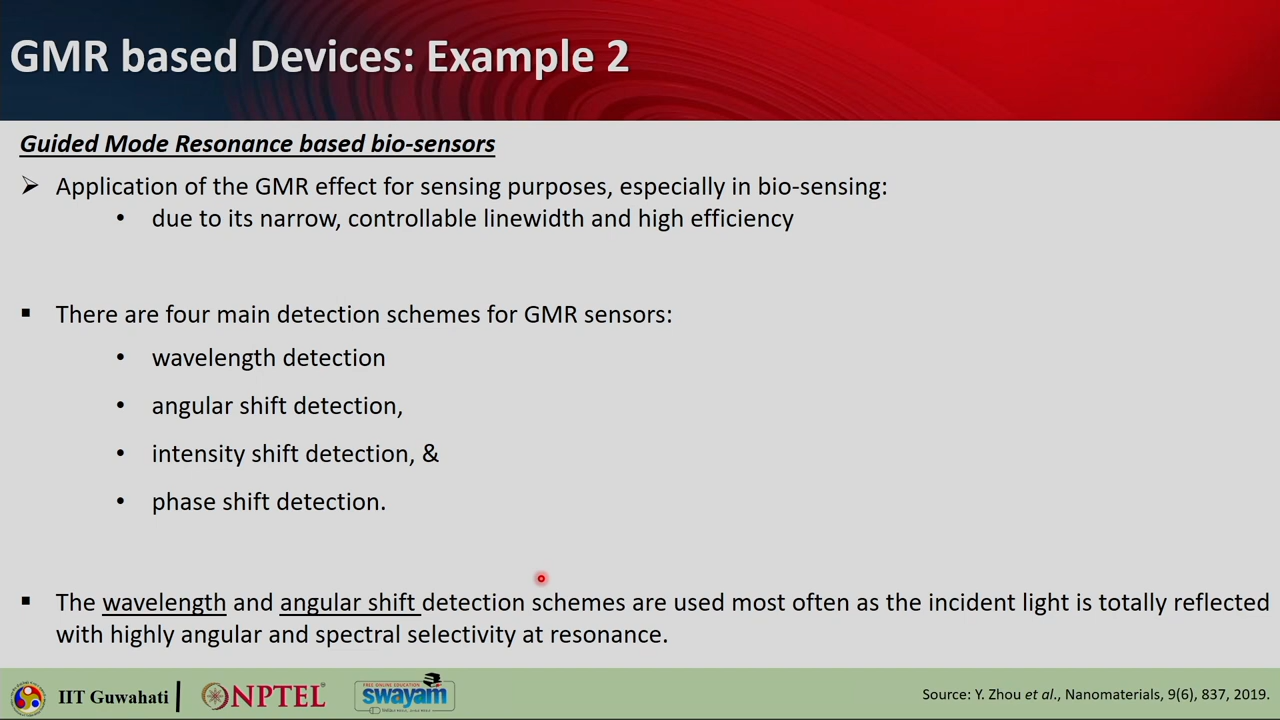 GMR based Devices: Example 2
Guided Mode Resonance based bio-sensors
➢ Application of the GMR effect for sensing purposes, especially in bio-sensing:
• due to its narrow, controllable linewidth and high efficiency
▪ There are four main detection schemes for GMR sensors:
• wavelength detection
• angular shift detection,
• intensity shift detection, &
• phase shift detection.
▪ The wavelength and angular shift detection schemes are used most often as the incident light is totally reflected
with highly angular and spectral selectivity at resonance.
IIT Guwahati
NPTEL
FREE ONLINE EDUCATION
swayam
Source: Y. Zhou et al., Nanomaterials, 9(6), 837, 2019.